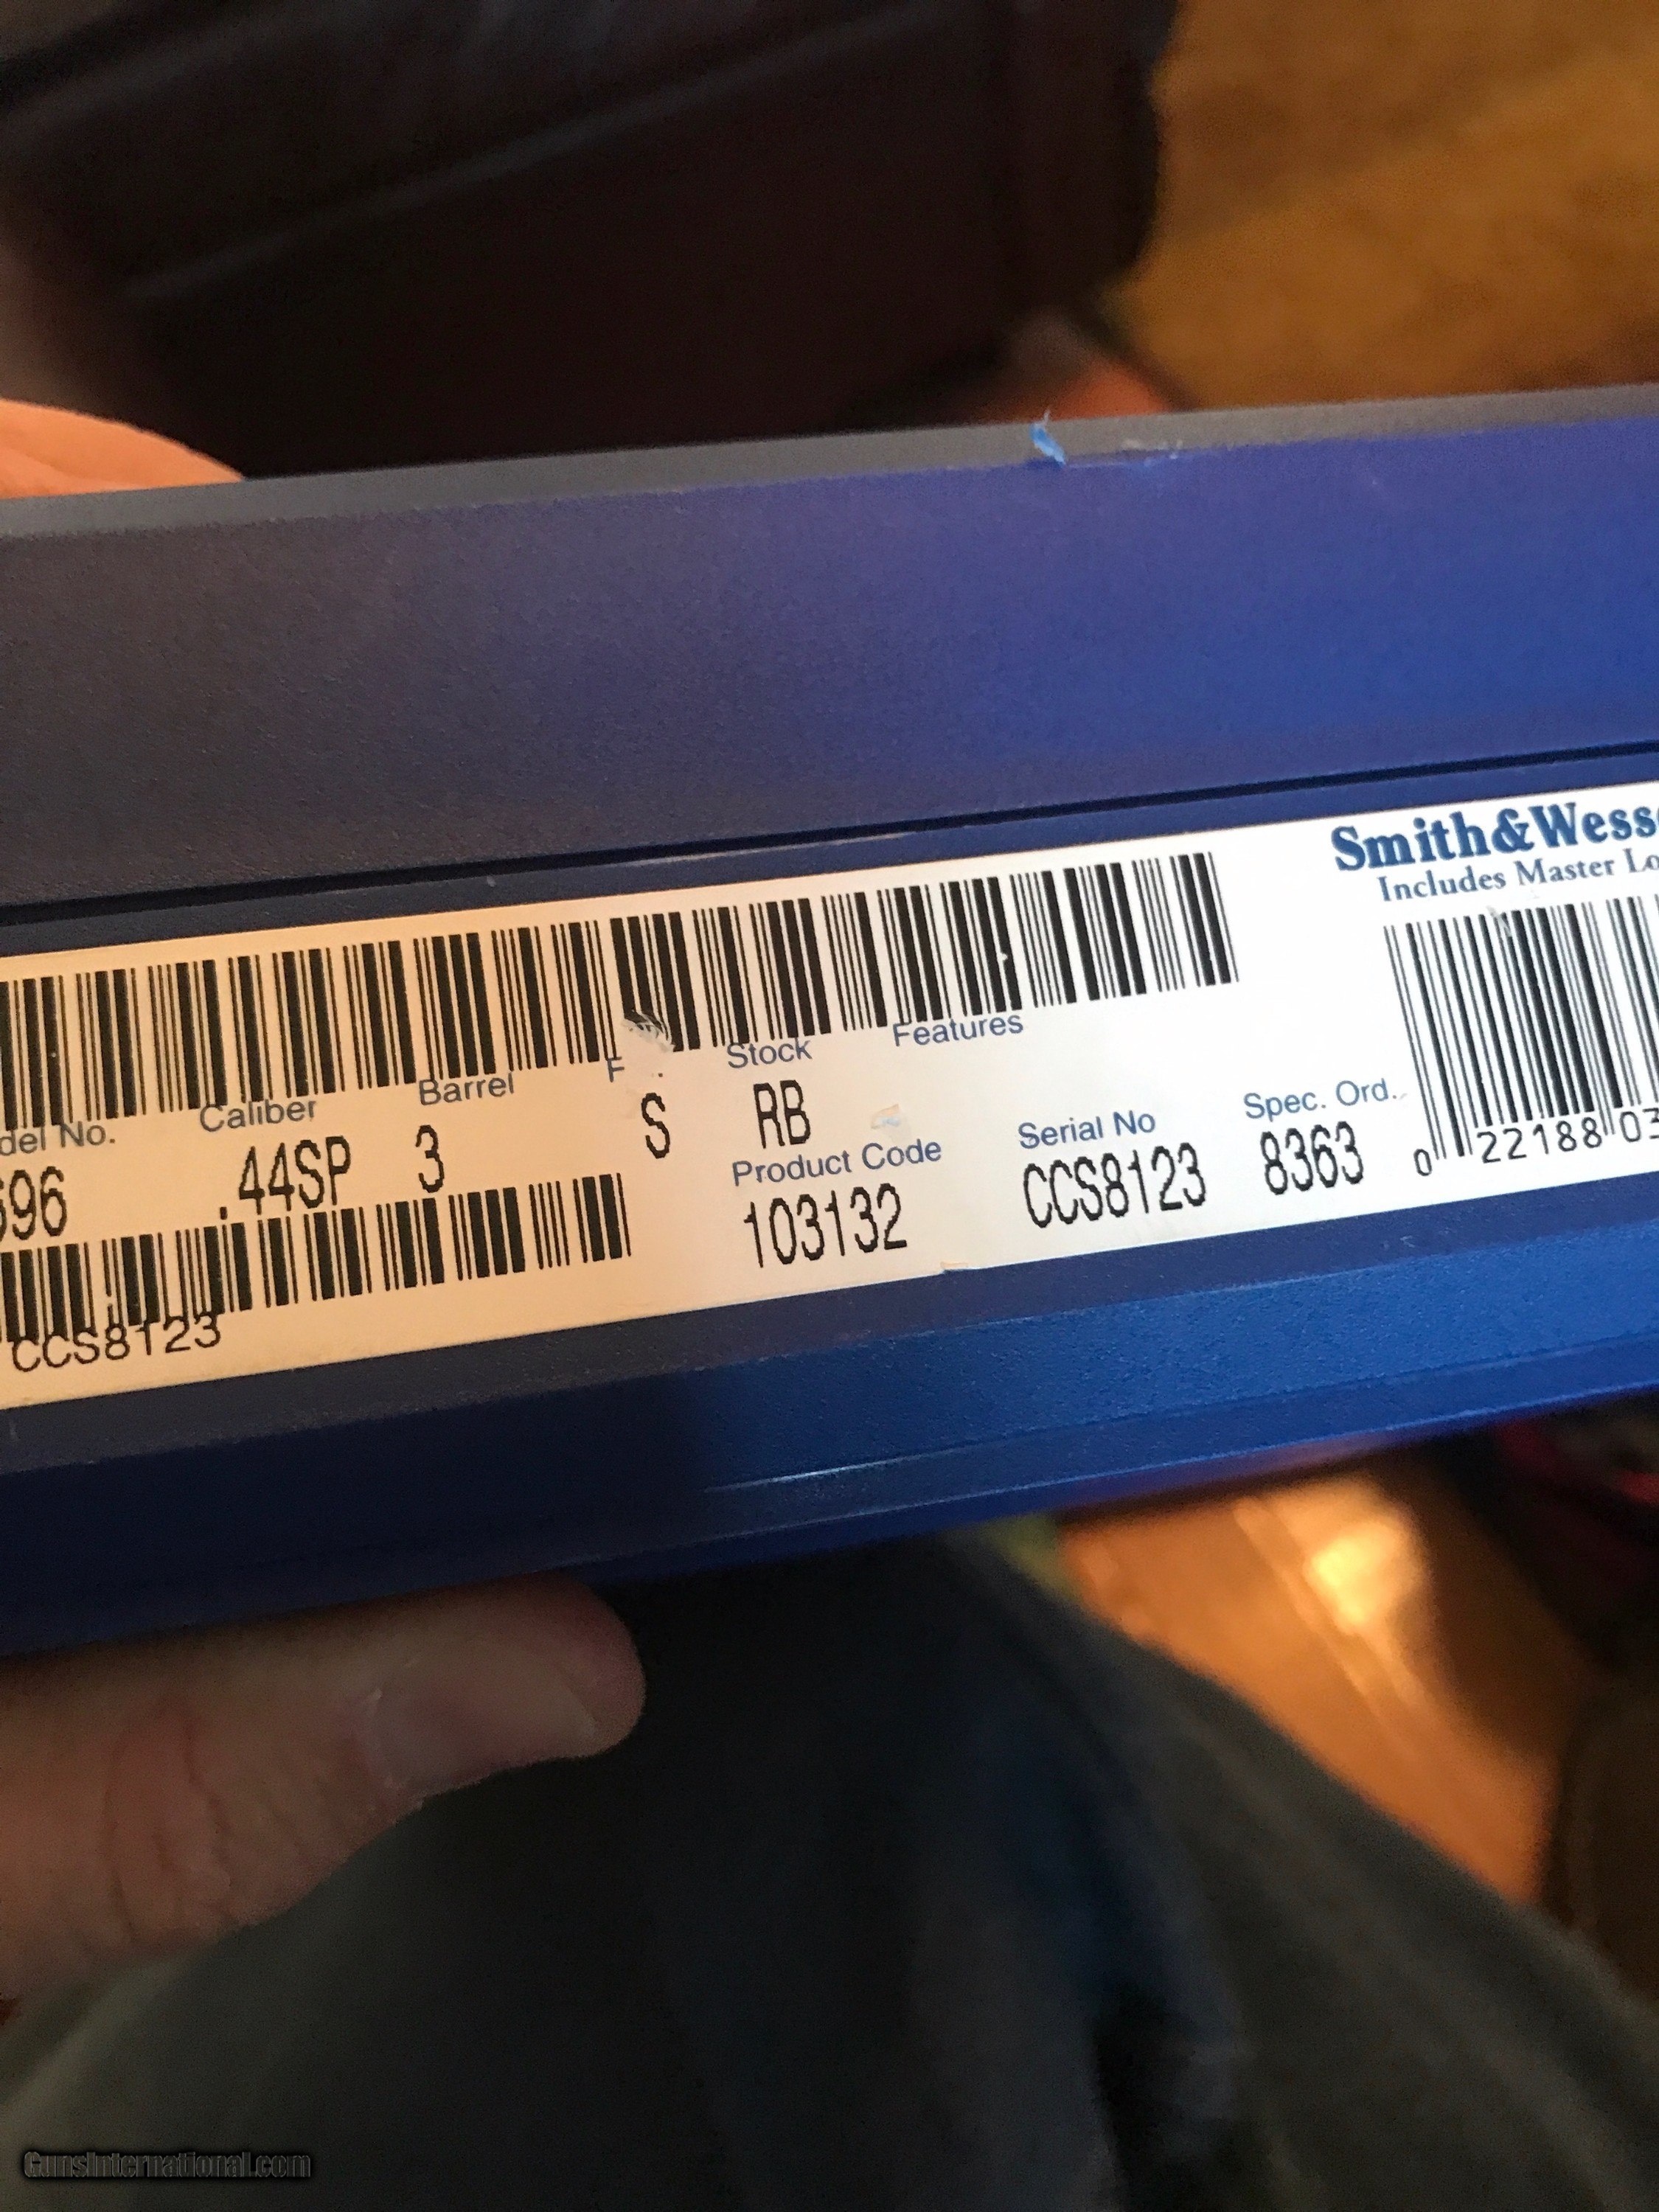 Smith&Wess
Includes Master Lo
del No. Caliber Barrel F . Stock Features
696 .44SP 3 S RB
Product Code Serial No Spec. Ord.
103132 CCS8123 8363
0 22188 03
CCS8123
GunsInternational.com